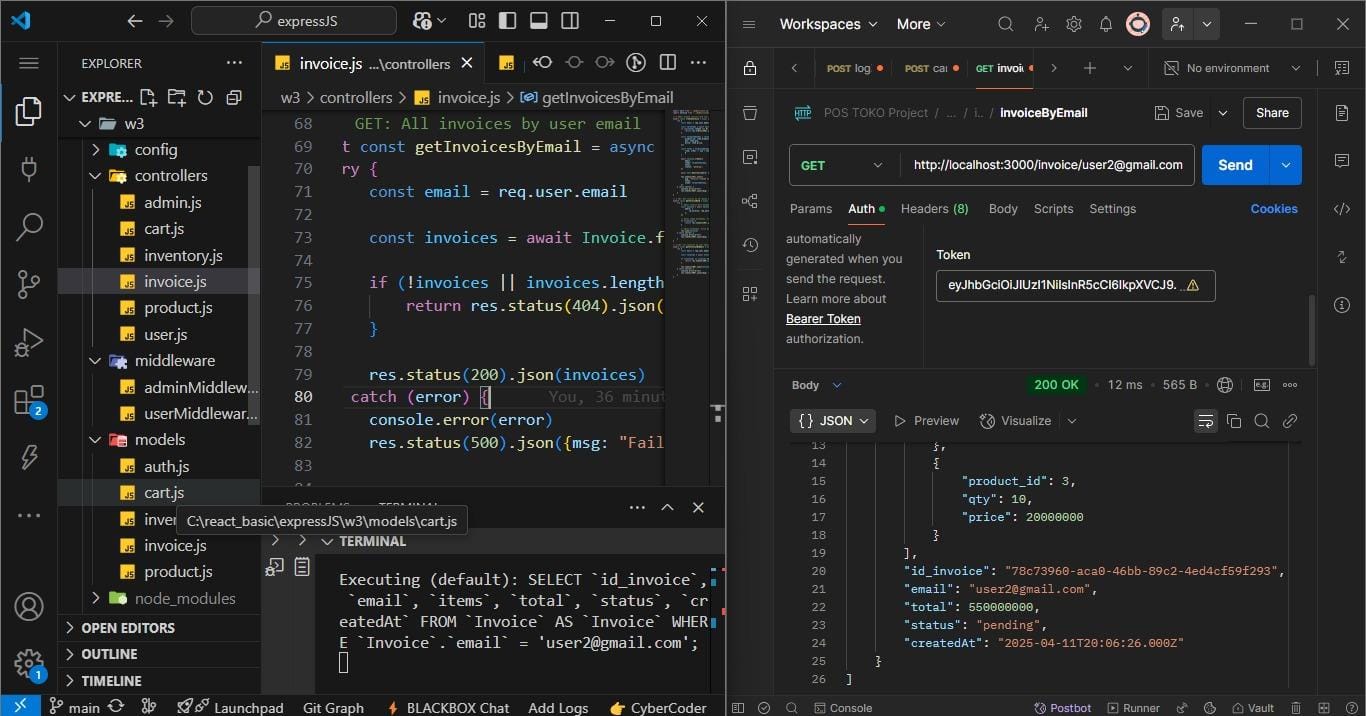 expressJS
EXPLORER
EXPRE...
w3
config
controllers
admin.js
cart.js
inventory.js
invoice.js
product.js
user.js
middleware
adminMiddlew...
userMiddlewar...
models
auth.js
cart.js
inver
invoice.js
product.js
node_modules
OPEN EDITORS
OUTLINE
TIMELINE
C:\react_basic\expressJS\w3\models\cart.js
2
1
invoice.js ...\controllers
w3 > controllers > invoice.js > getInvoicesByEmail
68 GET: All invoices by user email
69 t const getInvoicesByEmail = async
70 ry {
71 const email = req.user.email
72
73 const invoices = await Invoice.f
74
75 if (!invoices || invoices.length
76 return res.status(404).json(
77 }
78
79 res.status(200).json(invoices)
80 catch (error) { You, 36 minut
81 console.error(error)
82 res.status(500).json({msg: "Fail
83
PROBLEMS TERMINAL
TERMINAL
Executing (default): SELECT `id_invoice`,
`email`, `items`, `total`, `status`, `cr
eatedAt` FROM `Invoice` AS `Invoice` WHER
E `Invoice`.`email` = 'user2@gmail.com';
main Launchpad Git Graph BLACKBOX Chat Add Logs CyberCoder
Workspaces More
POST log POST car GET invoi No environment
HTTP POS TOKO Project / ... / i.. / invoiceByEmail Save Share
GET http://localhost:3000/invoice/user2@gmail.com Send
Params Auth Headers (8) Body Scripts Settings Cookies
automatically
generated when you
send the request.
Learn more about
Bearer Token
authorization.
Token
eyJhbGciOiJIUzI1NiIsInR5cCI6IkpXVCJ9. ...
Body 200 OK • 12 ms • 565 B
{} JSON Preview Visualize
13 },
14 {
15 "product_id": 3,
16 "qty": 10,
17 "price": 20000000
18 }
19 ],
20 "id_invoice": "78c73960-aca0-46bb-89c2-4ed4cf59f293",
21 "email": "user2@gmail.com",
22 "total": 550000000,
23 "status": "pending",
24 "createdAt": "2025-04-11T20:06:26.000Z"
25 }
26 ]
Console Postbot Runner Vault